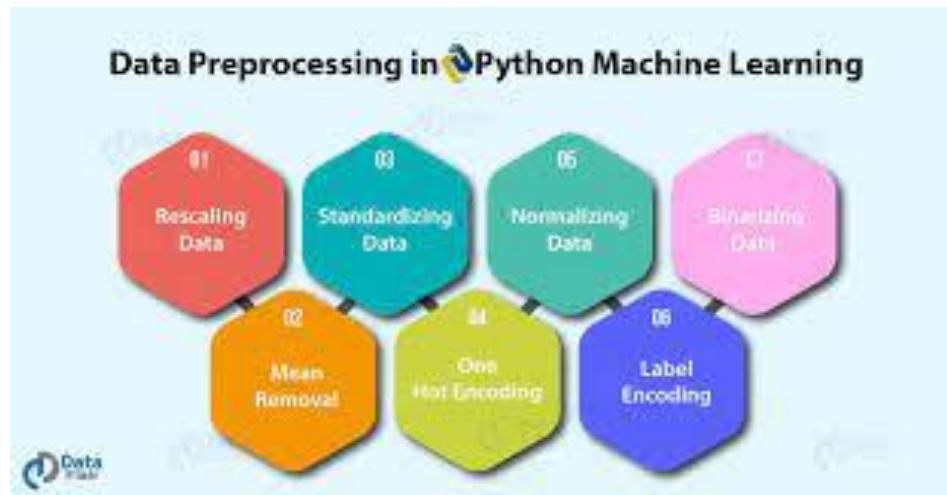 Data Preprocessing in Python Machine Learning
01
Rescaling
Data
02
Mean
Removal
03
Standardizing
Data
04
One
Hot Encoding
05
Normalizing
Data
06
Label
Encoding
07
Binarizing
Data
Data
Flair